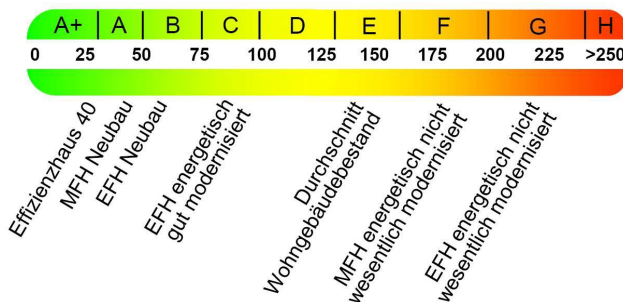 A+ A B C D E F G H
0 25 50 75 100 125 150 175 200 225 >250
Effizienzhaus 40
MFH Neubau
EFH Neubau
EFH energetisch
gut modernisiert
Durchschnitt
Wohngebäudebestand
MFH energetisch nicht
wesentlich modernisiert
EFH energetisch nicht
wesentlich modernisiert